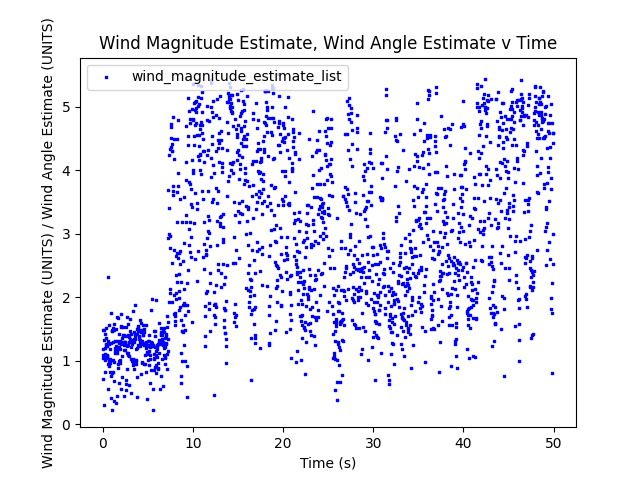 Wind Magnitude Estimate, Wind Angle Estimate v Time
wind_magnitude_estimate_list
Wind Magnitude Estimate (UNITS) / Wind Angle Estimate (UNITS)
5
4
3
2
1
0
0 10 20 30 40 50
Time (s)